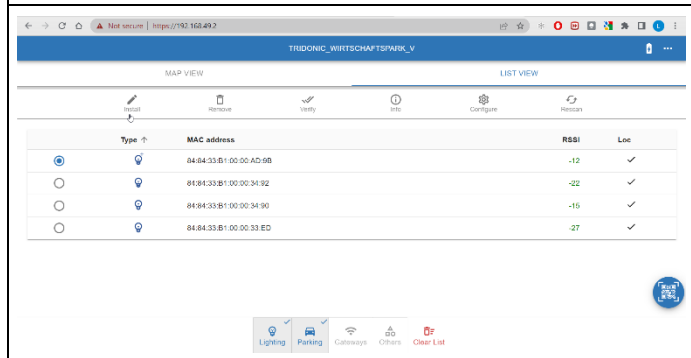 Not secure | https://192.168.49.2
TRIDONIC_WIRTSCHAFTSPARK_V
MAP VIEW LIST VIEW
Install Remove Verify Info Configure Rescan
Type ↑ MAC address RSSI Loc
84:84:33:B1:00:00:AD:9B -12 ✓
84:84:33:B1:00:00:34:92 -22 ✓
84:84:33:B1:00:00:34:90 -15 ✓
84:84:33:B1:00:00:33:ED -27 ✓
Lighting Parking Gateways Others Clear List